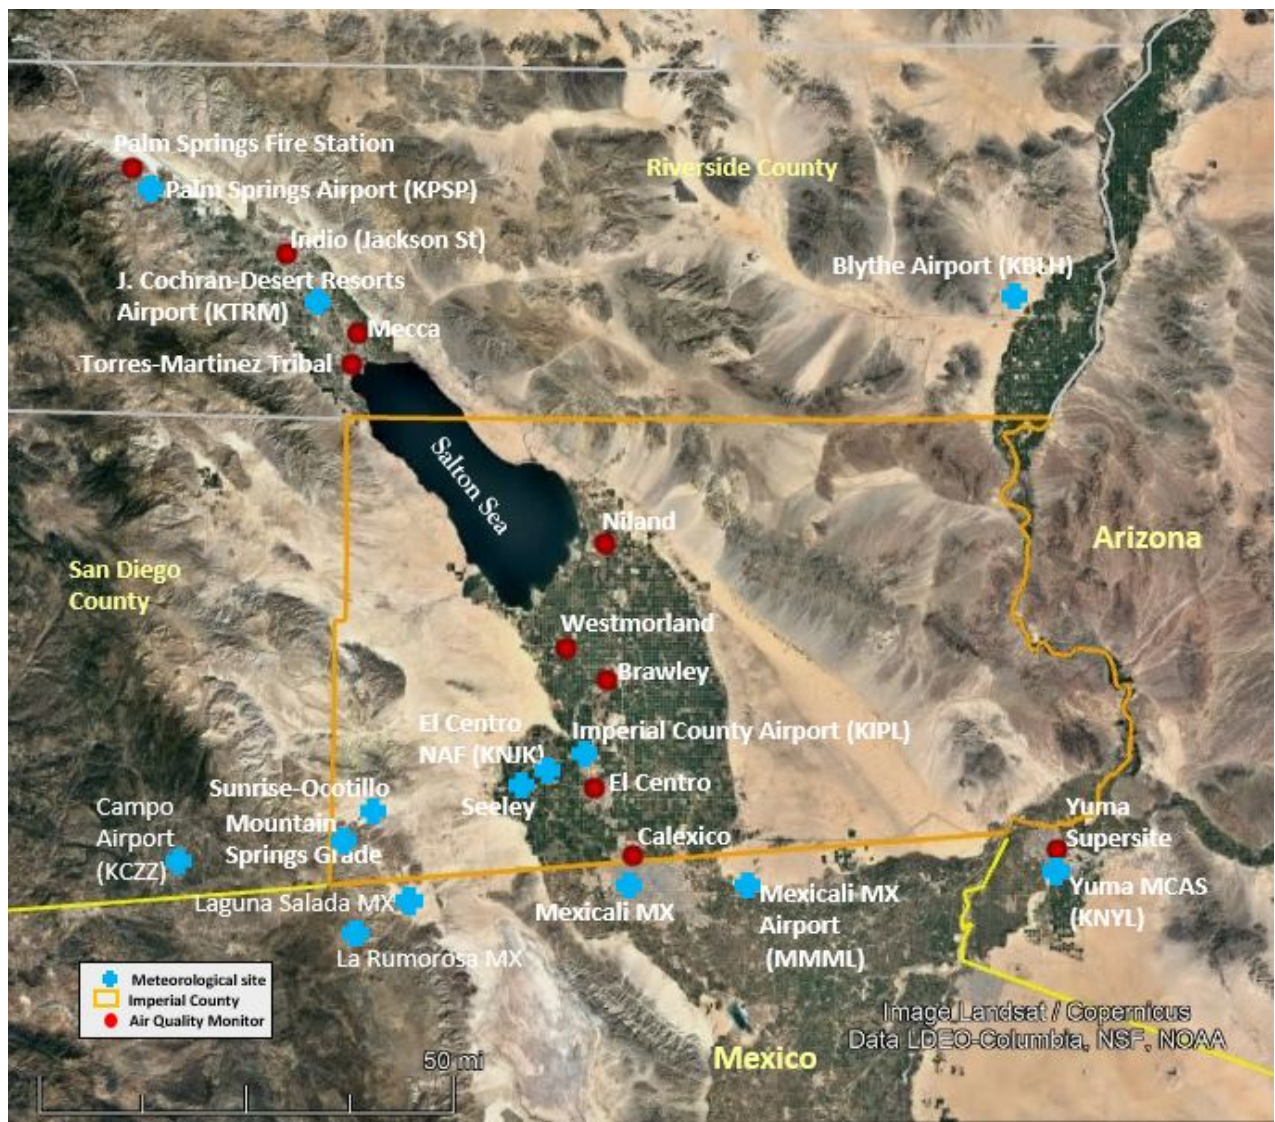 Palm Springs Fire Station
Riverside County
Palm Springs Airport (KPSP)
Indio (Jackson St)
Blythe Airport (KBLH)
J. Cochran-Desert Resorts
Airport (KTRM)
Mecca
Torres-Martinez Tribal
Salton Sea
Niland
Arizona
San Diego
County
Westmorland
Brawley
El Centro
NAF (KNJK)
Imperial County Airport (KIPL)
Sunrise-Ocotillo
El Centro
Seeley
Campo
Airport
(KCZZ)
Mountain
Springs Grade
Calexico
Yuma
Supersite
Laguna Salada MX
Mexicali MX
Mexicali MX
Airport
(MMML)
Yuma MCAS
(KNYL)
La Rumorosa MX
Meteorological site
Imperial County
Air Quality Monitor
Image Landsat / Copernicus
Data LDEO-Columbia, NSF, NOAA
50 mi
Mexico